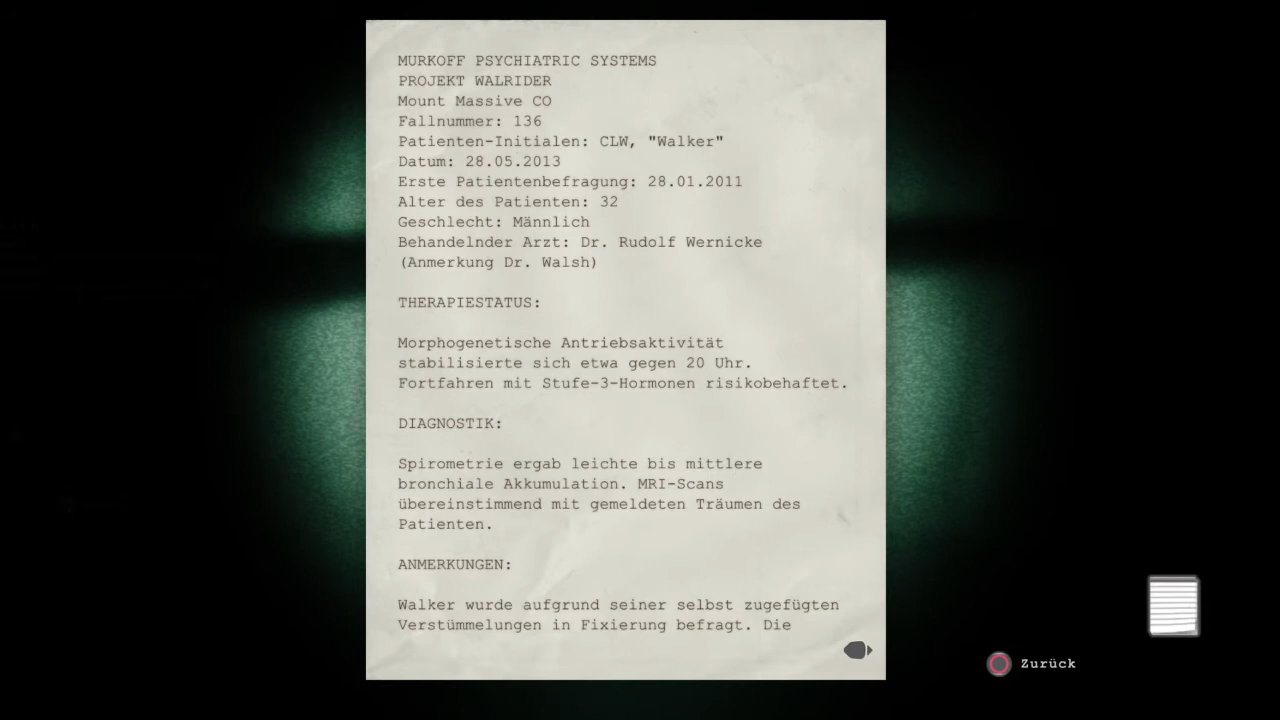 MURKOFF PSYCHIATRIC SYSTEMS
PROJEKT WALRIDER
Mount Massive CO
Fallnummer: 136
Patienten-Initialen: CLW, "Walker"
Datum: 28.05.2013
Erste Patientenbefragung: 28.01.2011
Alter des Patienten: 32
Geschlecht: Männlich
Behandelnder Arzt: Dr. Rudolf Wernicke
(Anmerkung Dr. Walsh)
THERAPIESTATUS:
Morphogenetische Antriebsaktivität
stabilisierte sich etwa gegen 20 Uhr.
Fortfahren mit Stufe-3-Hormonen risikobehaftet.
DIAGNOSTIK:
Spirometrie ergab leichte bis mittlere
bronchiale Akkumulation. MRI-Scans
übereinstimmend mit gemeldeten Träumen des
Patienten.
ANMERKUNGEN:
Walker wurde aufgrund seiner selbst zugefügten
Verstümmelungen in Fixierung befragt. Die
Zurück